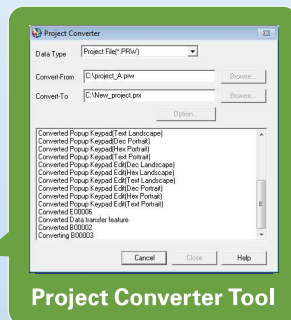 Project Converter
Data Type Project File(*.PRW)
Convert-From C:\project_A.prw Browse...
Convert-To C:\New_project.prx Browse...
Option...
Converted Popup Keypad(Text Landscape)
Converted Popup Keypad(Dec Portrait)
Converted Popup Keypad(Hex Portrait)
Converted Popup Keypad(Text Portrait)
Converted Popup Keypad Edit(Dec Landscape)
Converted Popup Keypad Edit(Hex Landscape)
Converted Popup Keypad Edit(Text Landscape)
Converted Popup Keypad Edit(Dec Portrait)
Converted Popup Keypad Edit(Hex Portrait)
Converted Popup Keypad Edit(Text Portrait)
Converted E00006
Converted Data transfer feature
Converted B00002
Converting B00003
Cancel Close Help
Project Converter Tool